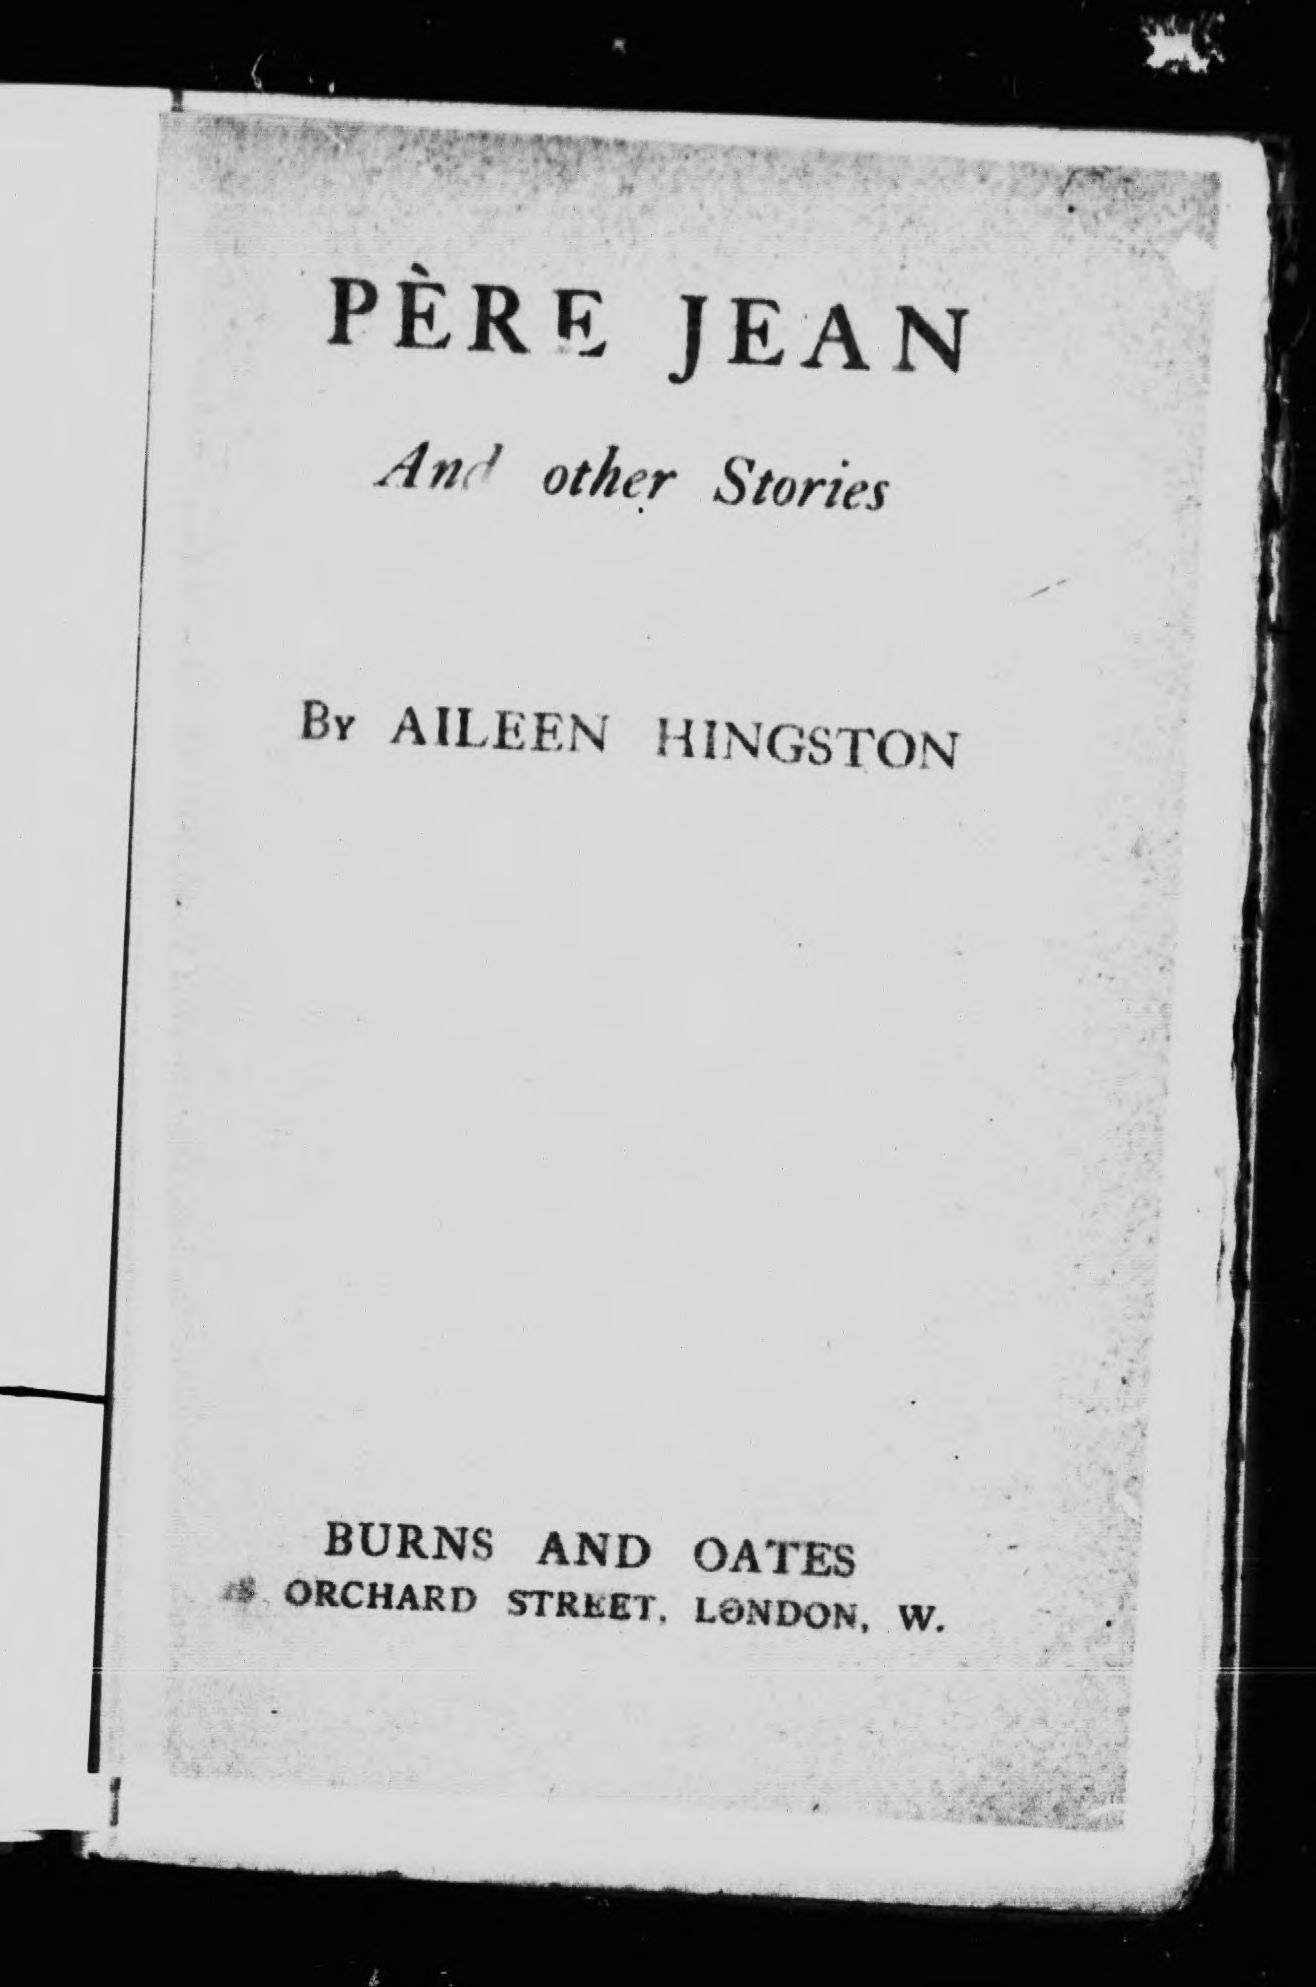 PÈRE JEAN
And other Stories
By AILEEN HINGSTON
BURNS AND OATES
ORCHARD STREET, LONDON, W.